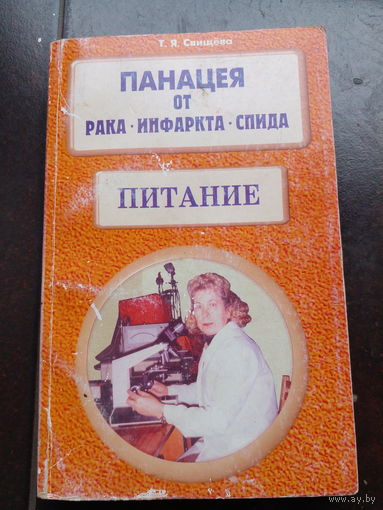 Т. Я. Свищева
ПАНАЦЕЯ
ОТ
РАКА · ИНФАРКТА · СПИДА
ПИТАНИЕ
www.ay.by